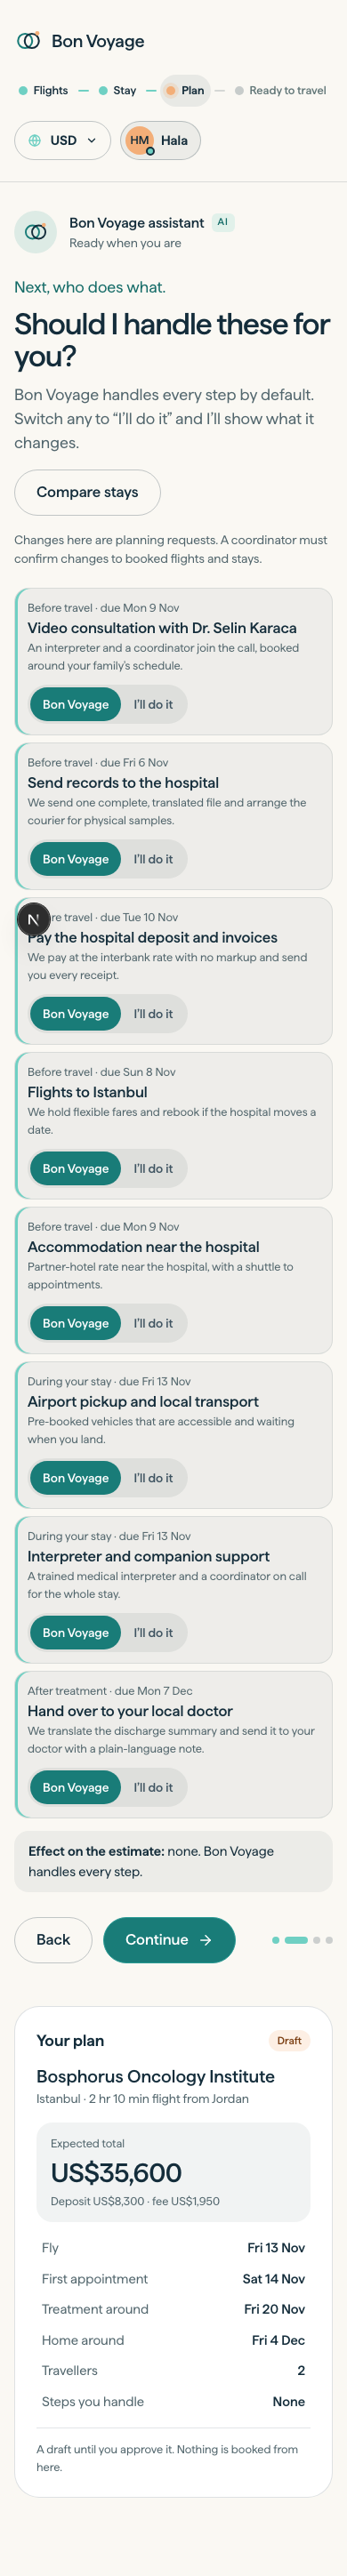 Bon Voyage
Flights
Stay
Plan
Ready to travel
USD
HM
Hala
Bon Voyage assistant AI
Ready when you are
Next, who does what.
Should I handle these for
you?
Bon Voyage handles every step by default.
Switch any to “I’ll do it” and I’ll show what it
changes.
Compare stays
Changes here are planning requests. A coordinator must
confirm changes to booked flights and stays.
Before travel · due Mon 9 Nov
Video consultation with Dr. Selin Karaca
An interpreter and a coordinator join the call, booked
around your family’s schedule.
Bon Voyage I’ll do it
Before travel · due Fri 6 Nov
Send records to the hospital
We send one complete, translated file and arrange the
courier for physical samples.
Bon Voyage I’ll do it
N
re travel · due Tue 10 Nov
Pay the hospital deposit and invoices
We pay at the interbank rate with no markup and send
you every receipt.
Bon Voyage I’ll do it
Before travel · due Sun 8 Nov
Flights to Istanbul
We hold flexible fares and rebook if the hospital moves a
date.
Bon Voyage I’ll do it
Before travel · due Mon 9 Nov
Accommodation near the hospital
Partner-hotel rate near the hospital, with a shuttle to
appointments.
Bon Voyage I’ll do it
During your stay · due Fri 13 Nov
Airport pickup and local transport
Pre-booked vehicles that are accessible and waiting
when you land.
Bon Voyage I’ll do it
During your stay · due Fri 13 Nov
Interpreter and companion support
A trained medical interpreter and a coordinator on call
for the whole stay.
Bon Voyage I’ll do it
After treatment · due Mon 7 Dec
Hand over to your local doctor
We translate the discharge summary and send it to your
doctor with a plain-language note.
Bon Voyage I’ll do it
Effect on the estimate: none. Bon Voyage
handles every step.
Back
Continue
Your plan
Draft
Bosphorus Oncology Institute
Istanbul · 2 hr 10 min flight from Jordan
Expected total
US$35,600
Deposit US$8,300 · fee US$1,950
Fly Fri 13 Nov
First appointment Sat 14 Nov
Treatment around Fri 20 Nov
Home around Fri 4 Dec
Travellers 2
Steps you handle None
A draft until you approve it. Nothing is booked from
here.